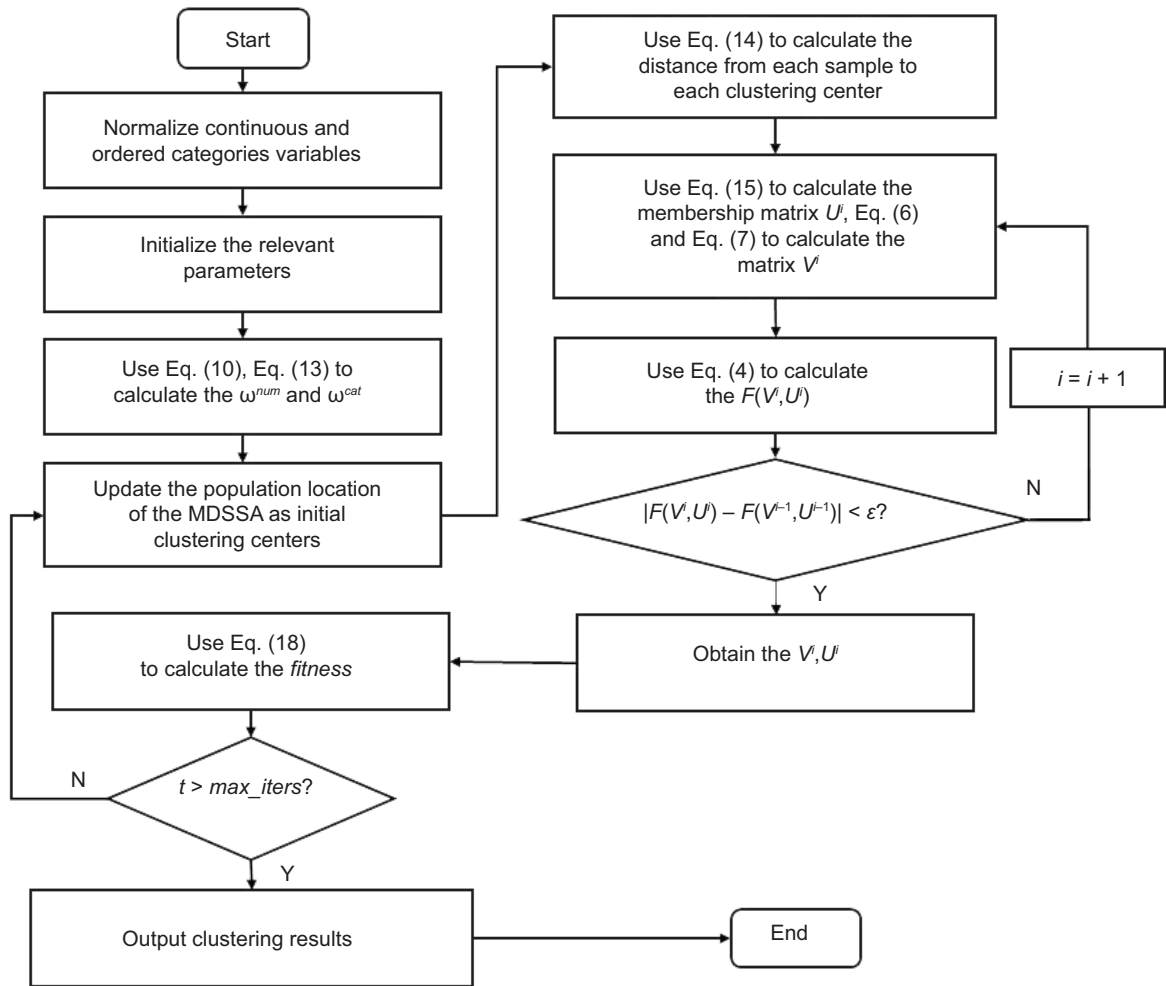 Start
Normalize continuous and
ordered categories variables
Initialize the relevant
parameters
Use Eq. (10), Eq. (13) to
calculate the ω^num and ω^cat
Update the population location
of the MDSSA as initial
clustering centers
Use Eq. (14) to calculate the
distance from each sample to
each clustering center
Use Eq. (15) to calculate the
membership matrix U^i, Eq. (6)
and Eq. (7) to calculate the
matrix V^i
Use Eq. (4) to calculate
the F(V^i,U^i)
i = i + 1
|F(V^i,U^i) – F(V^i–1,U^i–1)| < ε?
N
Y
Obtain the V^i,U^i
Use Eq. (18)
to calculate the fitness
t > max_iters?
N
Y
Output clustering results
End